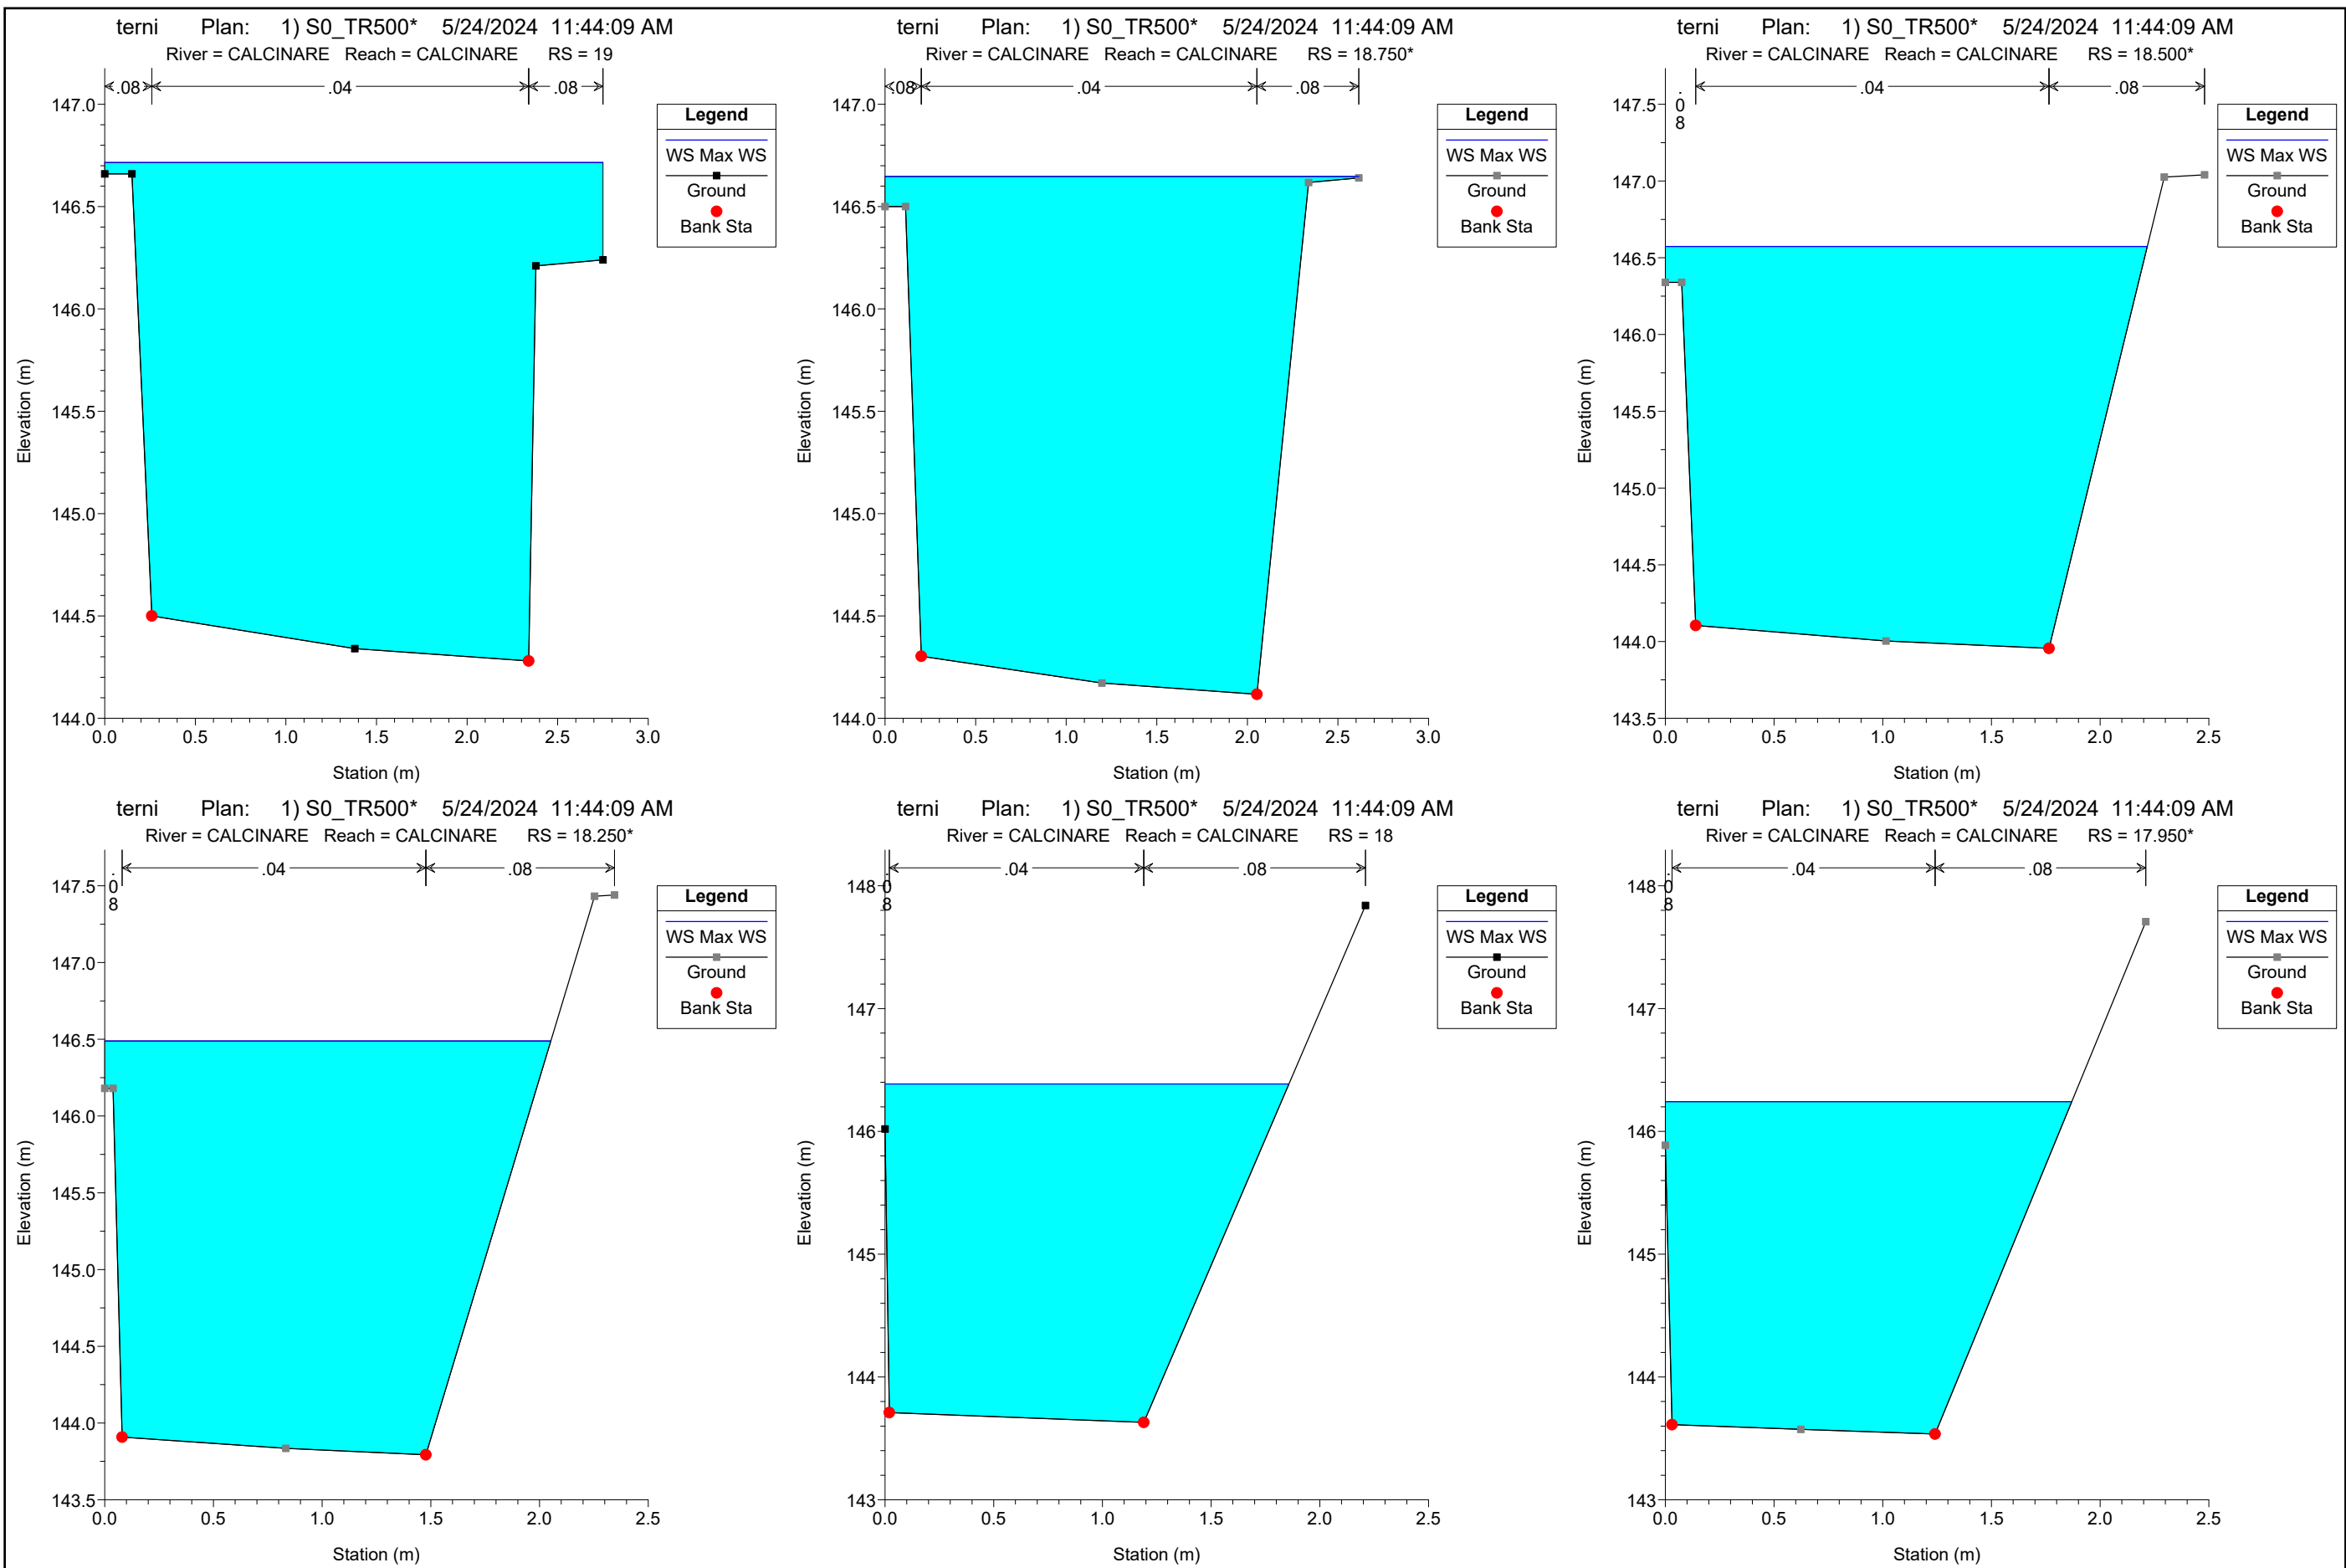 terni Plan: 1) S0_TR500* 5/24/2024 11:44:09 AM
River = CALCINARE Reach = CALCINARE RS = 19
.08 .04 .08
147.0
146.5
146.0
145.5
145.0
144.5
144.0
Elevation (m)
0.0 0.5 1.0 1.5 2.0 2.5 3.0
Station (m)
Legend
WS Max WS
Ground
Bank Sta
terni Plan: 1) S0_TR500* 5/24/2024 11:44:09 AM
River = CALCINARE Reach = CALCINARE RS = 18.750*
.08 .04 .08
147.0
146.5
146.0
145.5
145.0
144.5
144.0
Elevation (m)
0.0 0.5 1.0 1.5 2.0 2.5 3.0
Station (m)
Legend
WS Max WS
Ground
Bank Sta
terni Plan: 1) S0_TR500* 5/24/2024 11:44:09 AM
River = CALCINARE Reach = CALCINARE RS = 18.500*
.08 .04 .08
147.5
147.0
146.5
146.0
145.5
145.0
144.5
144.0
143.5
Elevation (m)
0.0 0.5 1.0 1.5 2.0 2.5
Station (m)
Legend
WS Max WS
Ground
Bank Sta
terni Plan: 1) S0_TR500* 5/24/2024 11:44:09 AM
River = CALCINARE Reach = CALCINARE RS = 18.250*
.08 .04 .08
147.5
147.0
146.5
146.0
145.5
145.0
144.5
144.0
143.5
Elevation (m)
0.0 0.5 1.0 1.5 2.0 2.5
Station (m)
Legend
WS Max WS
Ground
Bank Sta
terni Plan: 1) S0_TR500* 5/24/2024 11:44:09 AM
River = CALCINARE Reach = CALCINARE RS = 18
.08 .04 .08
148
147
146
145
144
143
Elevation (m)
0.0 0.5 1.0 1.5 2.0 2.5
Station (m)
Legend
WS Max WS
Ground
Bank Sta
terni Plan: 1) S0_TR500* 5/24/2024 11:44:09 AM
River = CALCINARE Reach = CALCINARE RS = 17.950*
.08 .04 .08
148
147
146
145
144
143
Elevation (m)
0.0 0.5 1.0 1.5 2.0 2.5
Station (m)
Legend
WS Max WS
Ground
Bank Sta